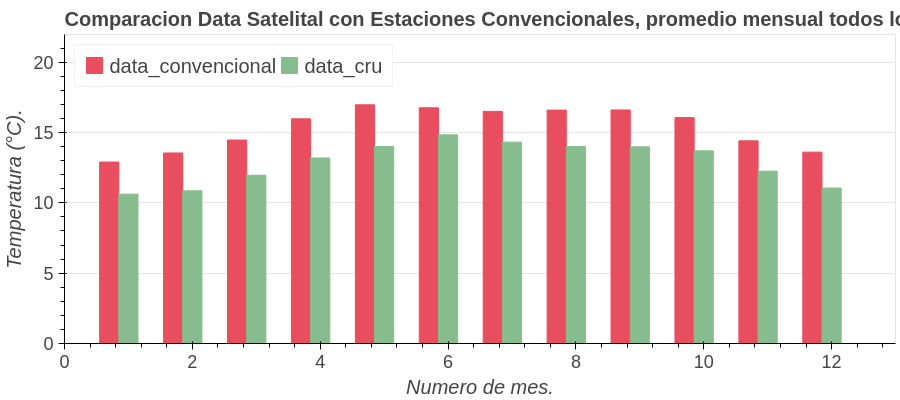 Comparacion Data Satelital con Estaciones Convencionales, promedio mensual todos
data_convencional
data_cru
Temperatura (°C).
20
15
10
5
0
0 2 4 6 8 10 12
Numero de mes.